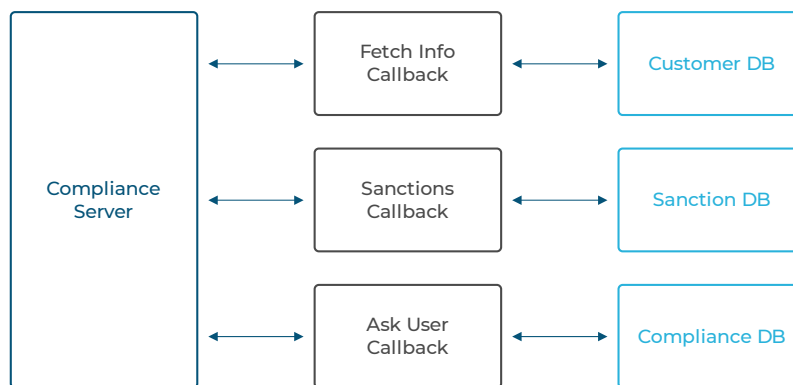 Fetch Info
Callback
Customer DB
Compliance
Server
Sanctions
Callback
Sanction DB
Ask User
Callback
Compliance DB